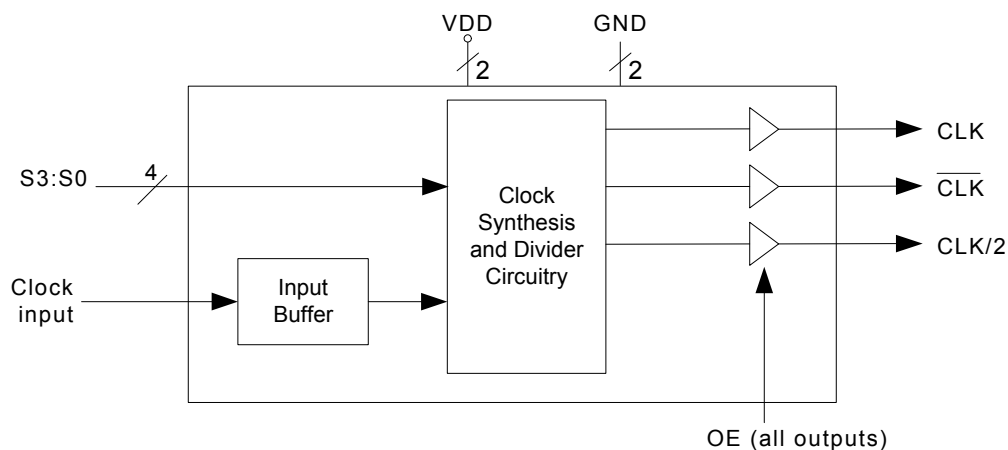 VDD
GND
2
2
S3:S0
4
Clock
Synthesis
and Divider
Circuitry
CLK
C̅L̅K̅
CLK/2
Clock
input
Input
Buffer
OE (all outputs)